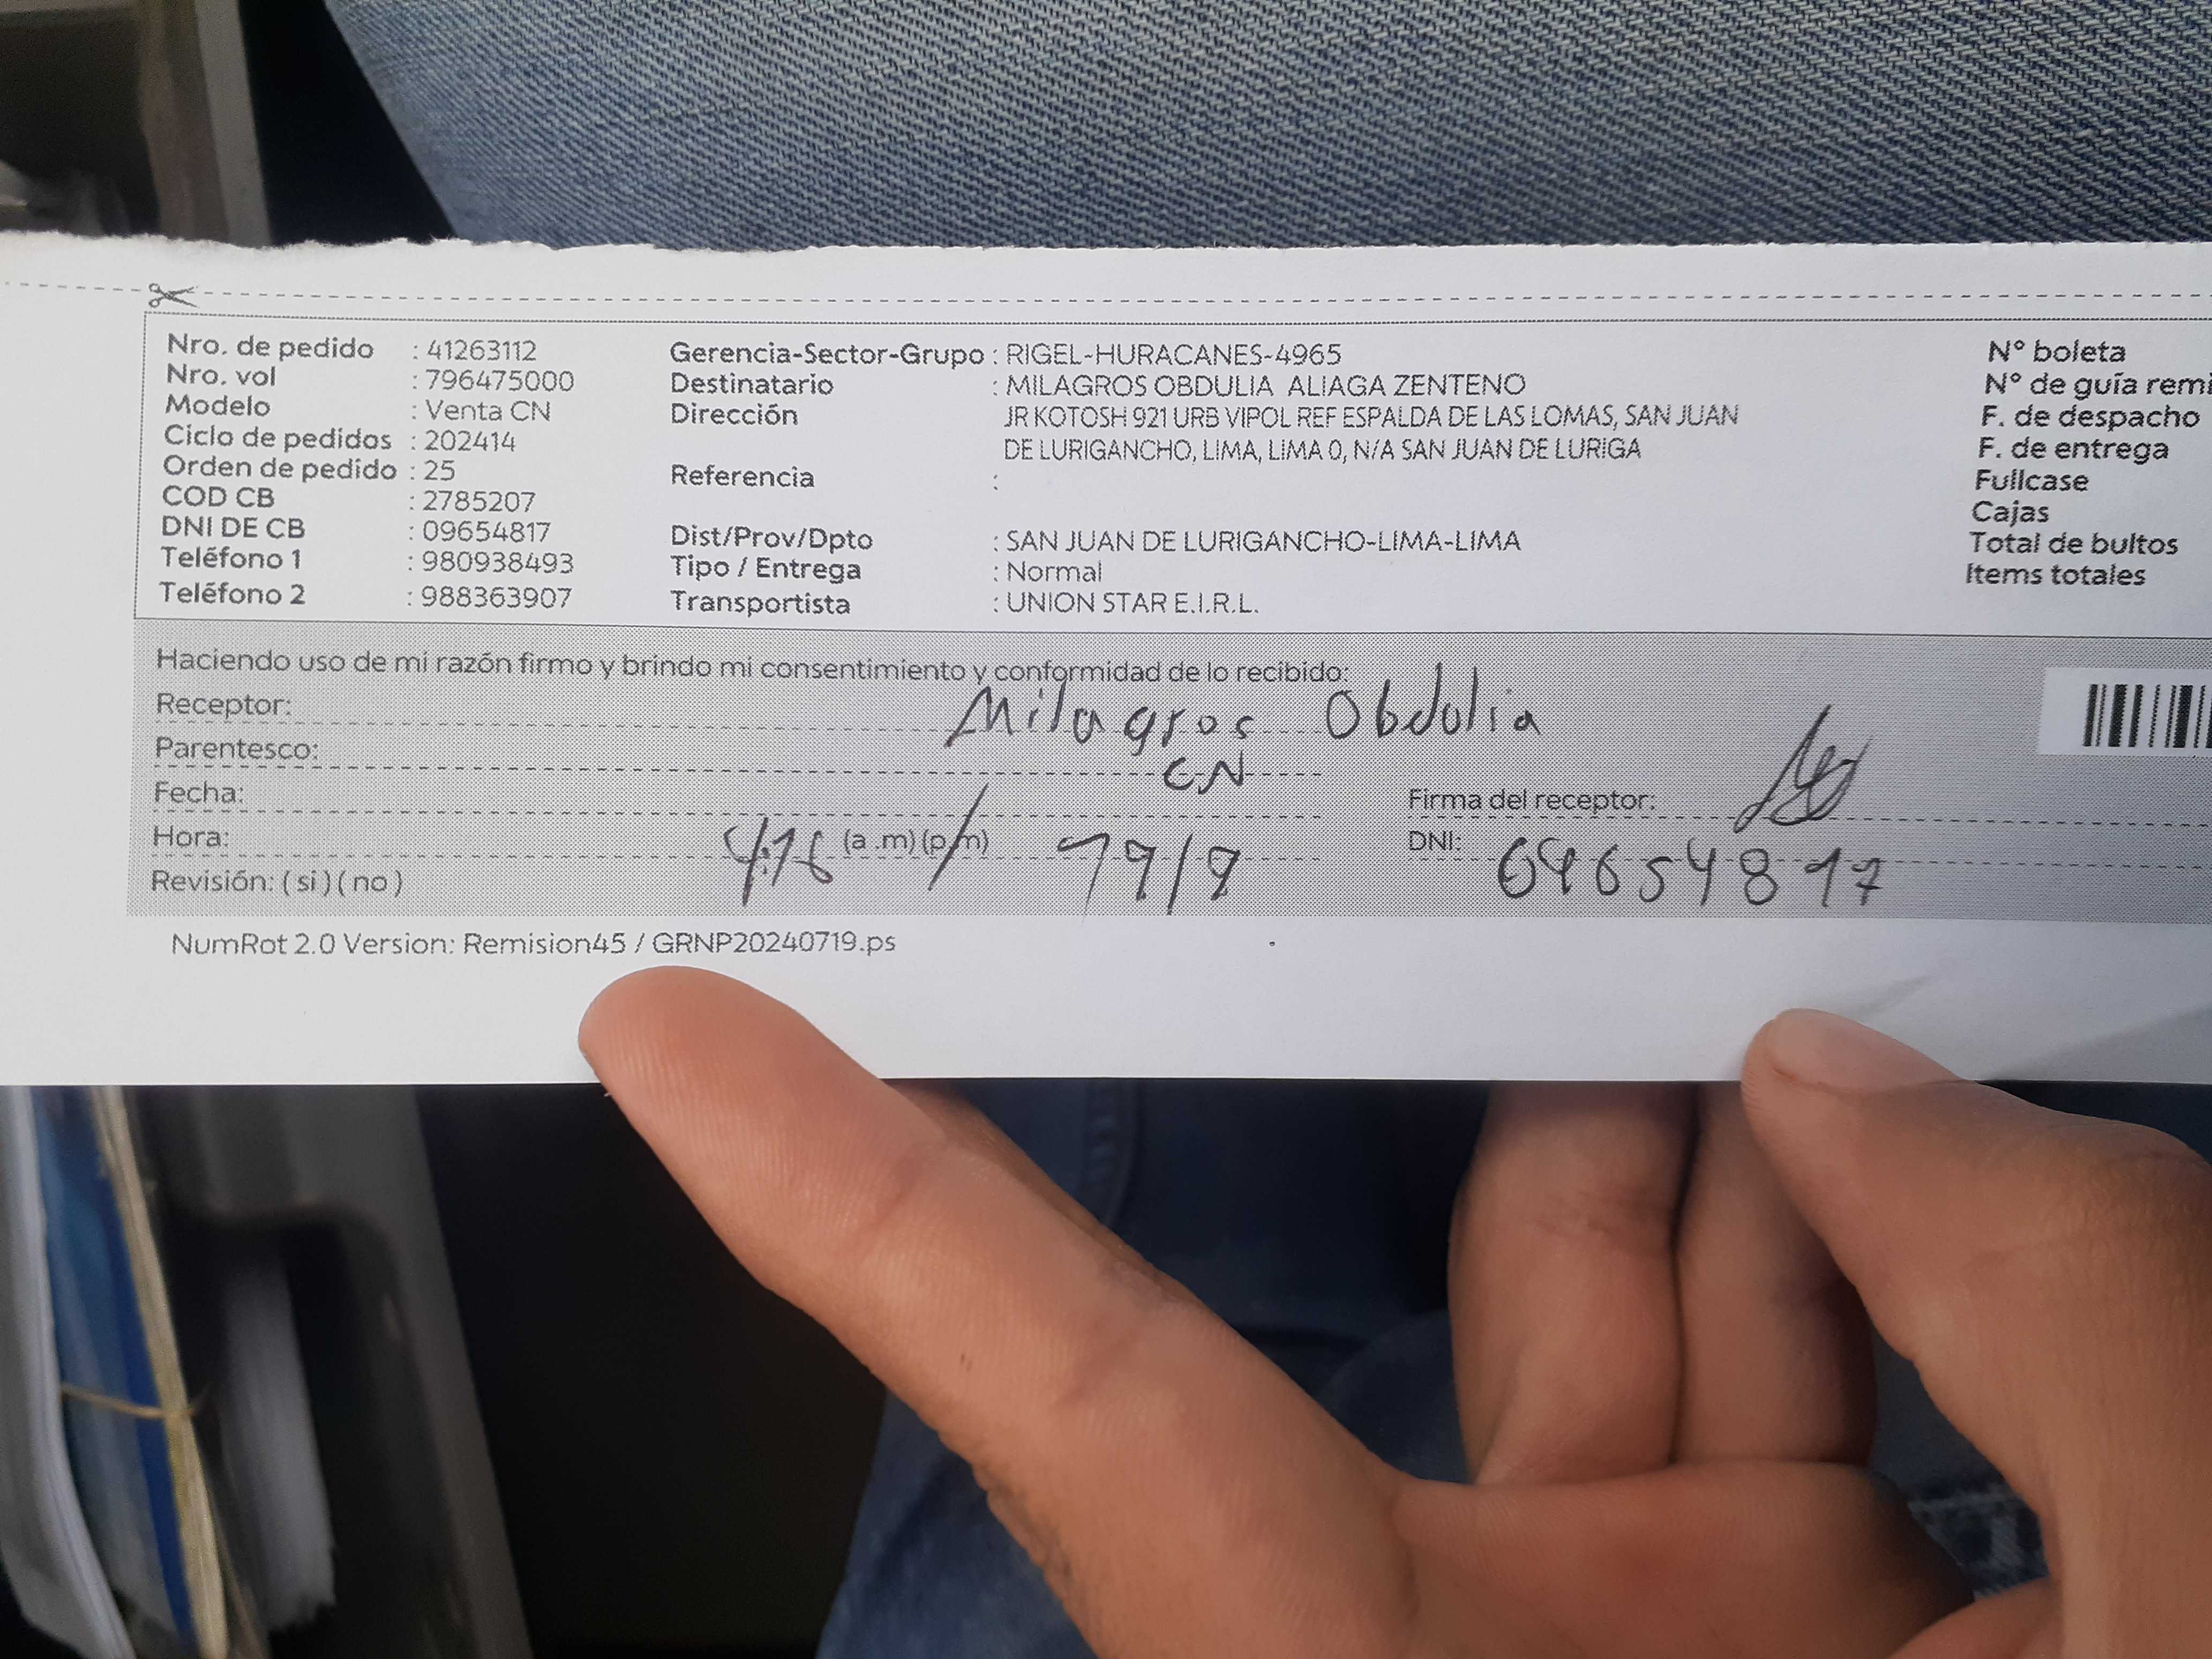 Nro. de pedido : 41263112
Nro. vol : 796475000
Modelo : Venta CN
Ciclo de pedidos : 202414
Orden de pedido : 25
COD CB : 2785207
DNI DE CB : 09654817
Teléfono 1 : 980938493
Teléfono 2 : 988363907
Gerencia-Sector-Grupo : RIGEL-HURACANES-4965
Destinatario : MILAGROS OBDULIA ALIAGA ZENTENO
Dirección JR KOTOSH 921 URB VIPOL REF ESPALDA DE LAS LOMAS, SAN JUAN
DE LURIGANCHO, LIMA, LIMA 0, N/A SAN JUAN DE LURIGA
Referencia :
Dist/Prov/Dpto : SAN JUAN DE LURIGANCHO-LIMA-LIMA
Tipo / Entrega : Normal
Transportista : UNION STAR E.I.R.L.
N° boleta
N° de guía remi
F. de despacho
F. de entrega
Fullcase
Cajas
Total de bultos
Items totales
Haciendo uso de mi razón firmo y brindo mi consentimiento y conformidad de lo recibido:
Receptor: Milagros Obdulia
Parentesco: CN
Fecha:
Hora: 4:16 (a .m) (p.m)
Revisión: ( si ) ( no )
Firma del receptor:
DNI: 09654817
NumRot 2.0 Version: Remision45 / GRNP20240719.ps